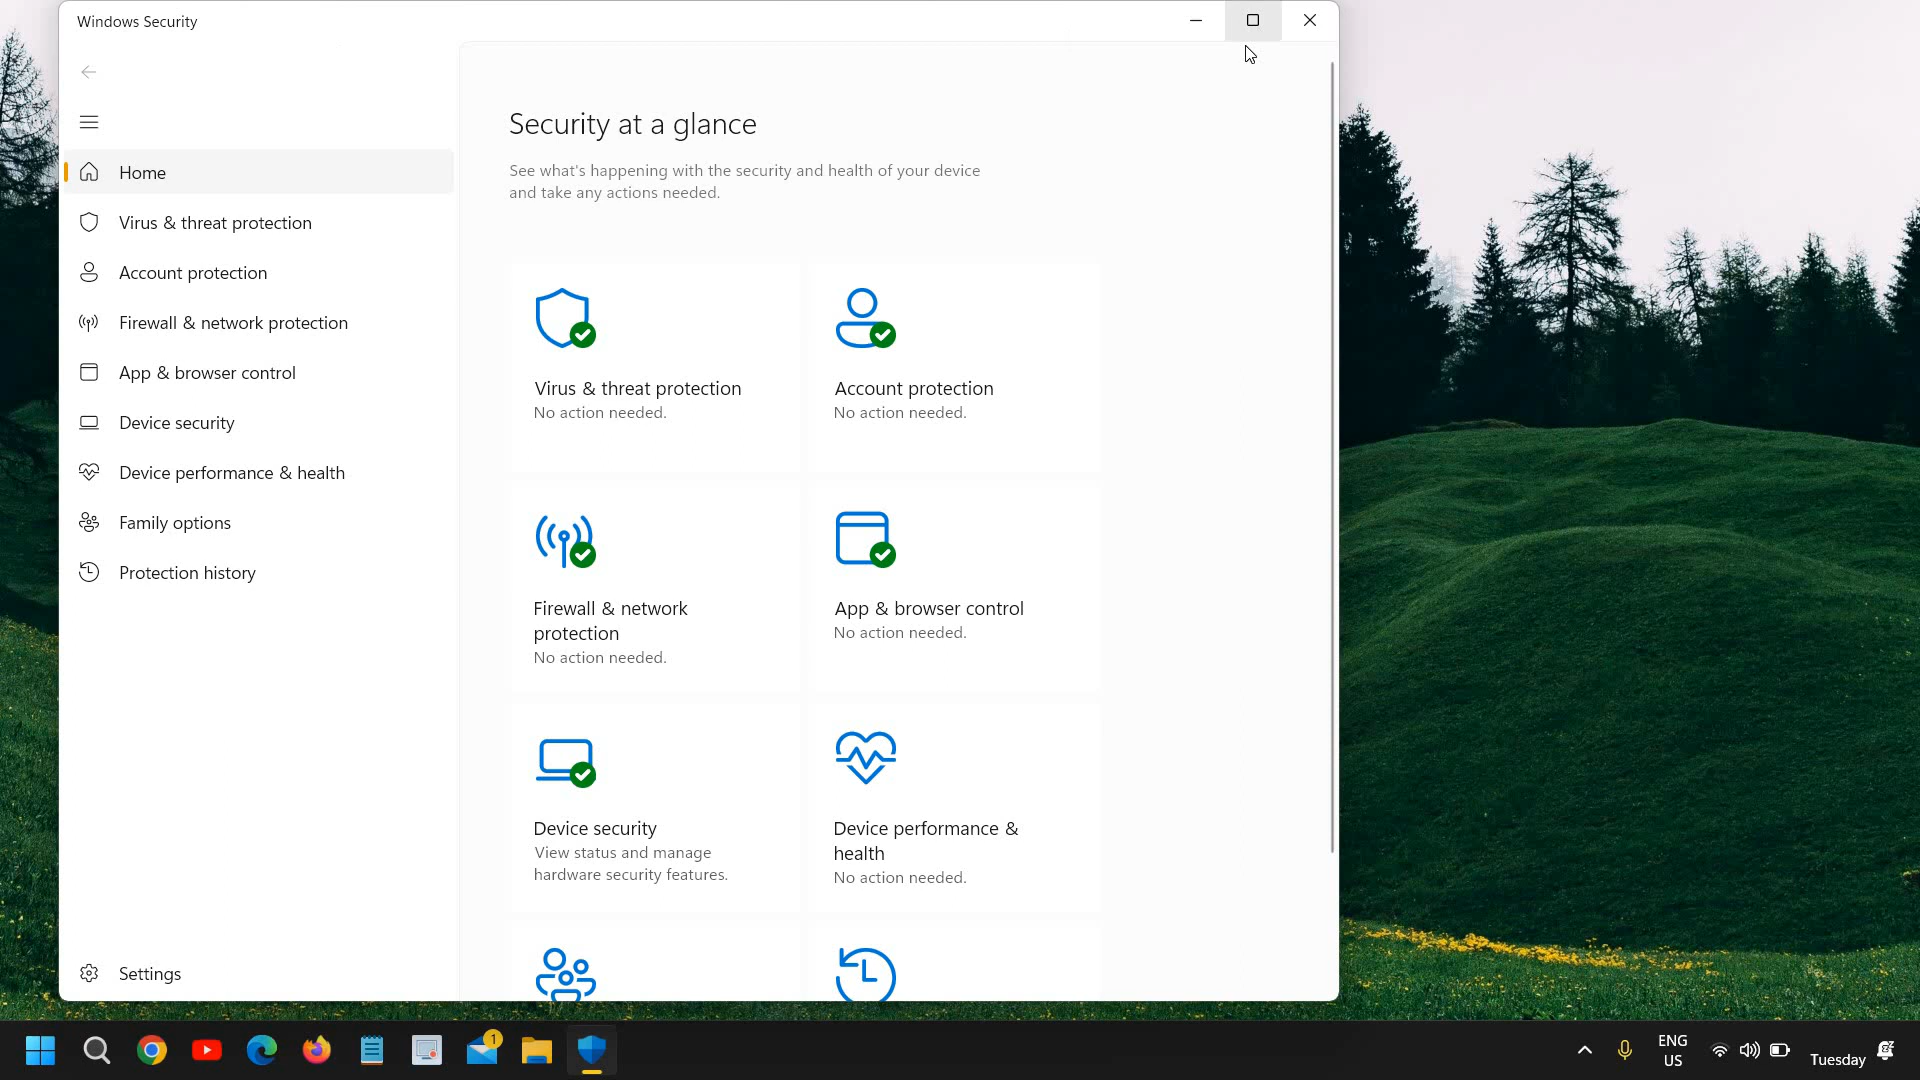 Windows Security
Home
Virus & threat protection
Account protection
Firewall & network protection
App & browser control
Device security
Device performance & health
Family options
Protection history
Settings
Security at a glance
See what's happening with the security and health of your device
and take any actions needed.
Virus & threat protection
No action needed.
Account protection
No action needed.
Firewall & network
protection
No action needed.
App & browser control
No action needed.
Device security
View status and manage
hardware security features.
Device performance &
health
No action needed.
1
ENG
US
Tuesday